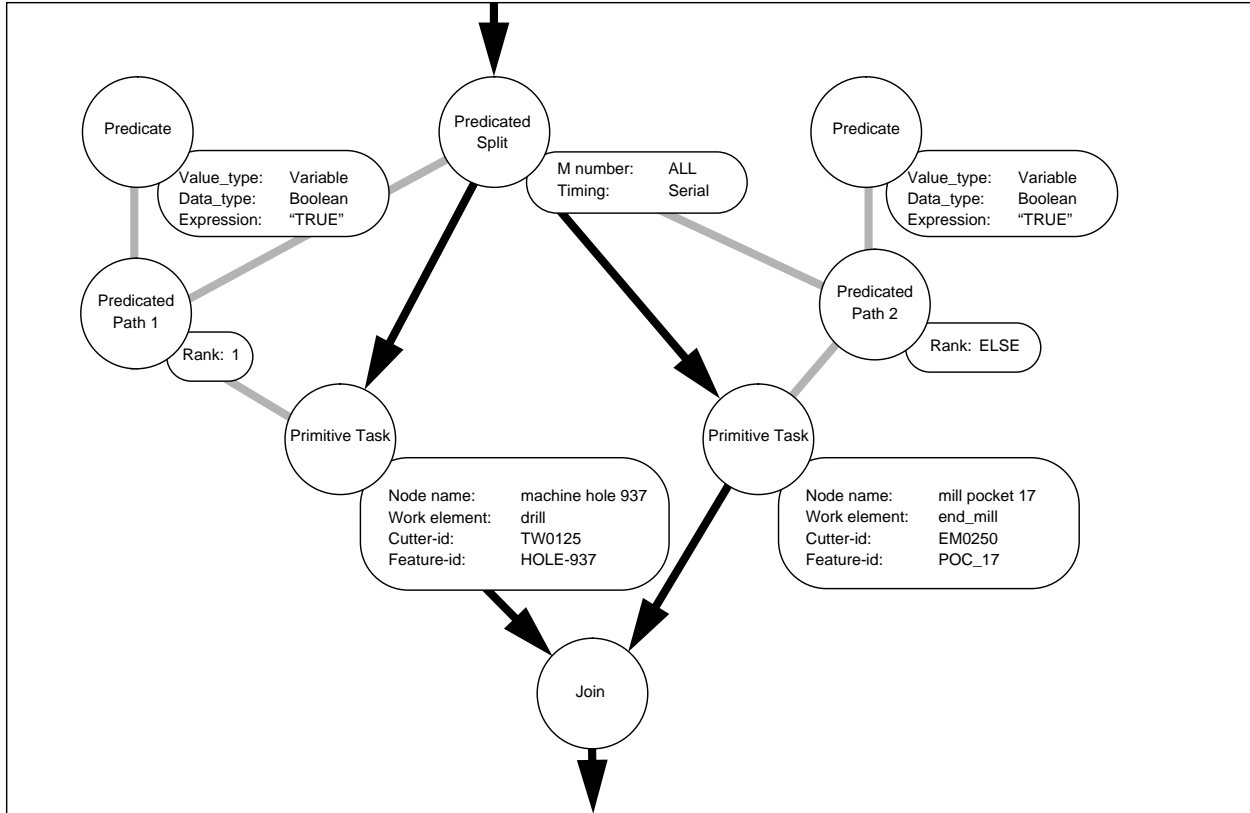 Predicate
Predicated
Split
Predicate
Value_type: Variable
Data_type: Boolean
Expression: “TRUE”
M number: ALL
Timing: Serial
Value_type: Variable
Data_type: Boolean
Expression: “TRUE”
Predicated
Path 1
Predicated
Path 2
Rank: 1
Rank: ELSE
Primitive Task
Primitive Task
Node name: machine hole 937
Work element: drill
Cutter-id: TW0125
Feature-id: HOLE-937
Node name: mill pocket 17
Work element: end_mill
Cutter-id: EM0250
Feature-id: POC_17
Join